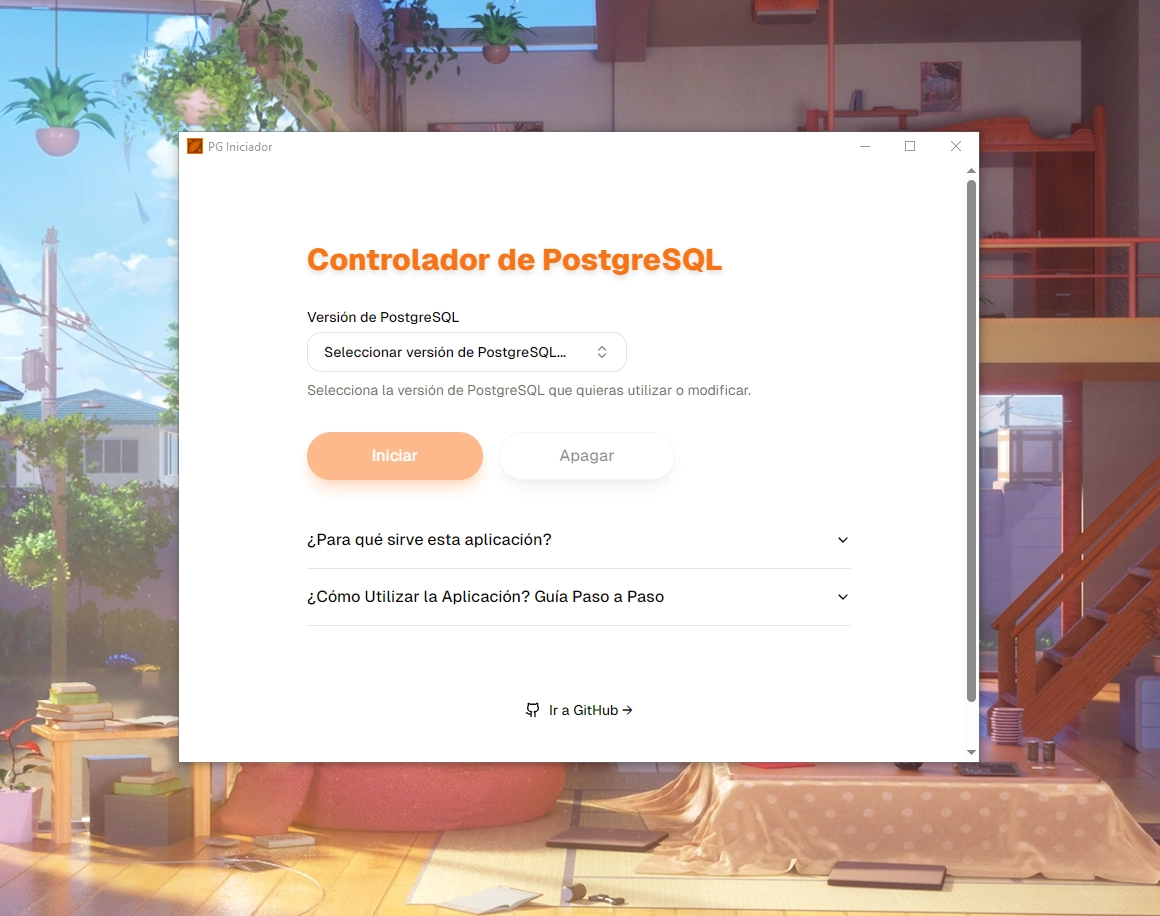 PG Iniciador
Controlador de PostgreSQL
Versión de PostgreSQL
Seleccionar versión de PostgreSQL...
Selecciona la versión de PostgreSQL que quieras utilizar o modificar.
Iniciar
Apagar
¿Para qué sirve esta aplicación?
¿Cómo Utilizar la Aplicación? Guía Paso a Paso
Ir a GitHub →